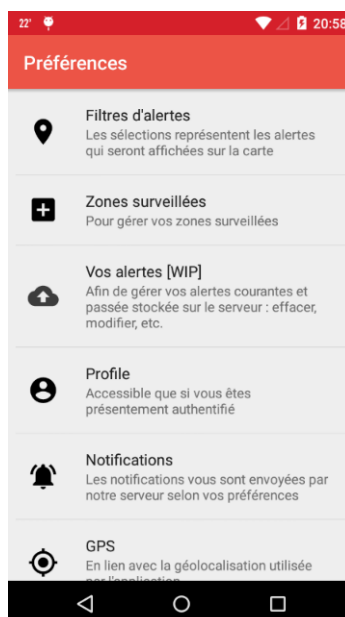 22° 20:58
Préférences
Filtres d'alertes
Les sélections représentent les alertes
qui seront affichées sur la carte
Zones surveillées
Pour gérer vos zones surveillées
Vos alertes [WIP]
Afin de gérer vos alertes courantes et
passée stockée sur le serveur : effacer,
modifier, etc.
Profile
Accessible que si vous êtes
présentement authentifié
Notifications
Les notifications vous sont envoyées par
notre serveur selon vos préférences
GPS
En lien avec la géolocalisation utilisée
par l'application